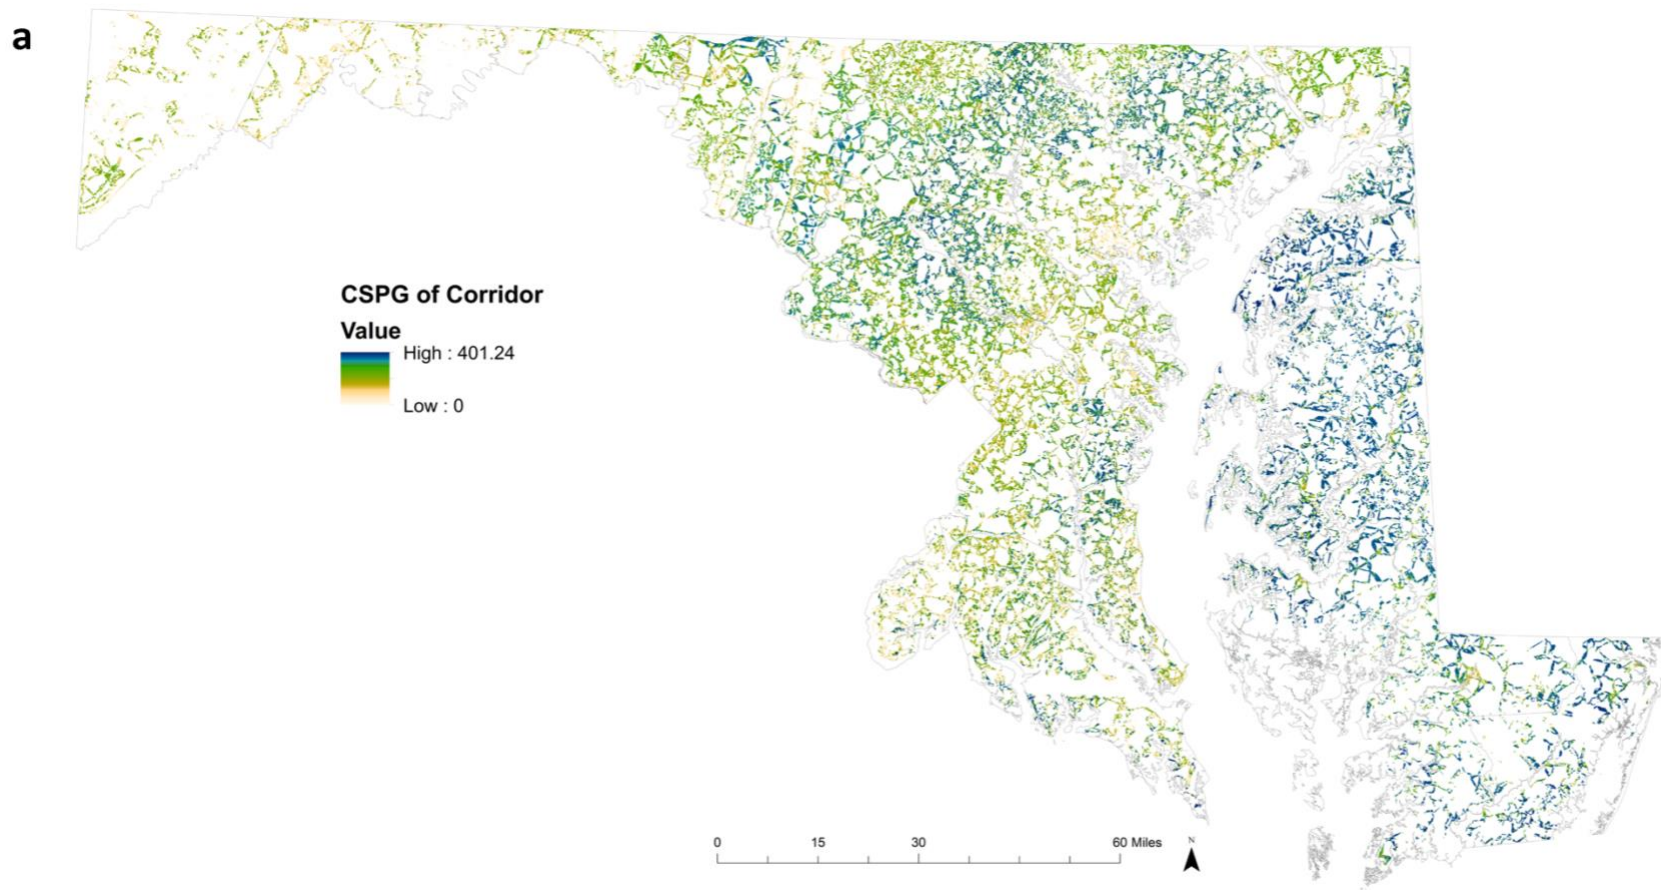 a
CSPG of Corridor
Value
High : 401.24
Low : 0
0 15 30 60 Miles
N